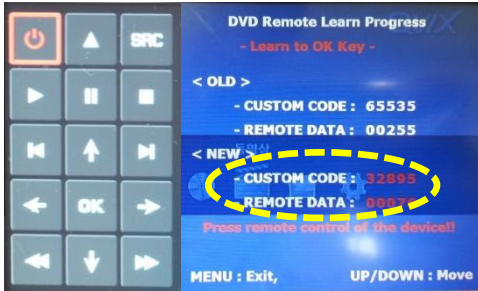 DVD Remote Learn Progress
- Learn to OK Key -
SRC
< OLD >
- CUSTOM CODE : 65535
- REMOTE DATA : 00255
< NEW >
- CUSTOM CODE : 32895
- REMOTE DATA :
OK
Press remote control of the device!!
MENU : Exit, UP/DOWN : Move